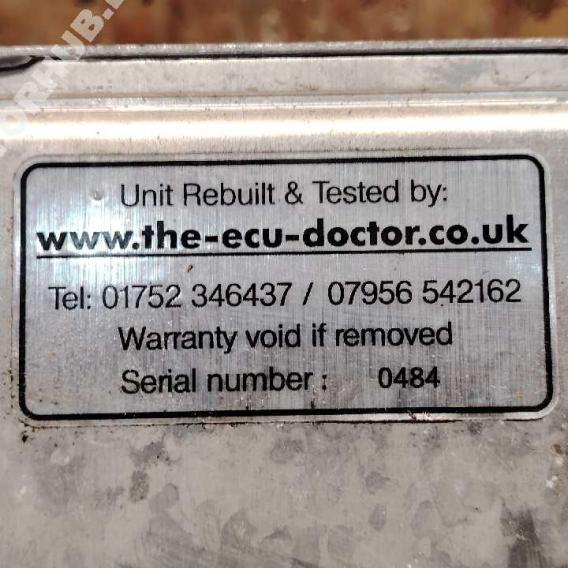 Unit Rebuilt & Tested by:
www.the-ecu-doctor.co.uk
Tel: 01752 346437 / 07956 542162
Warranty void if removed
Serial number : 0484